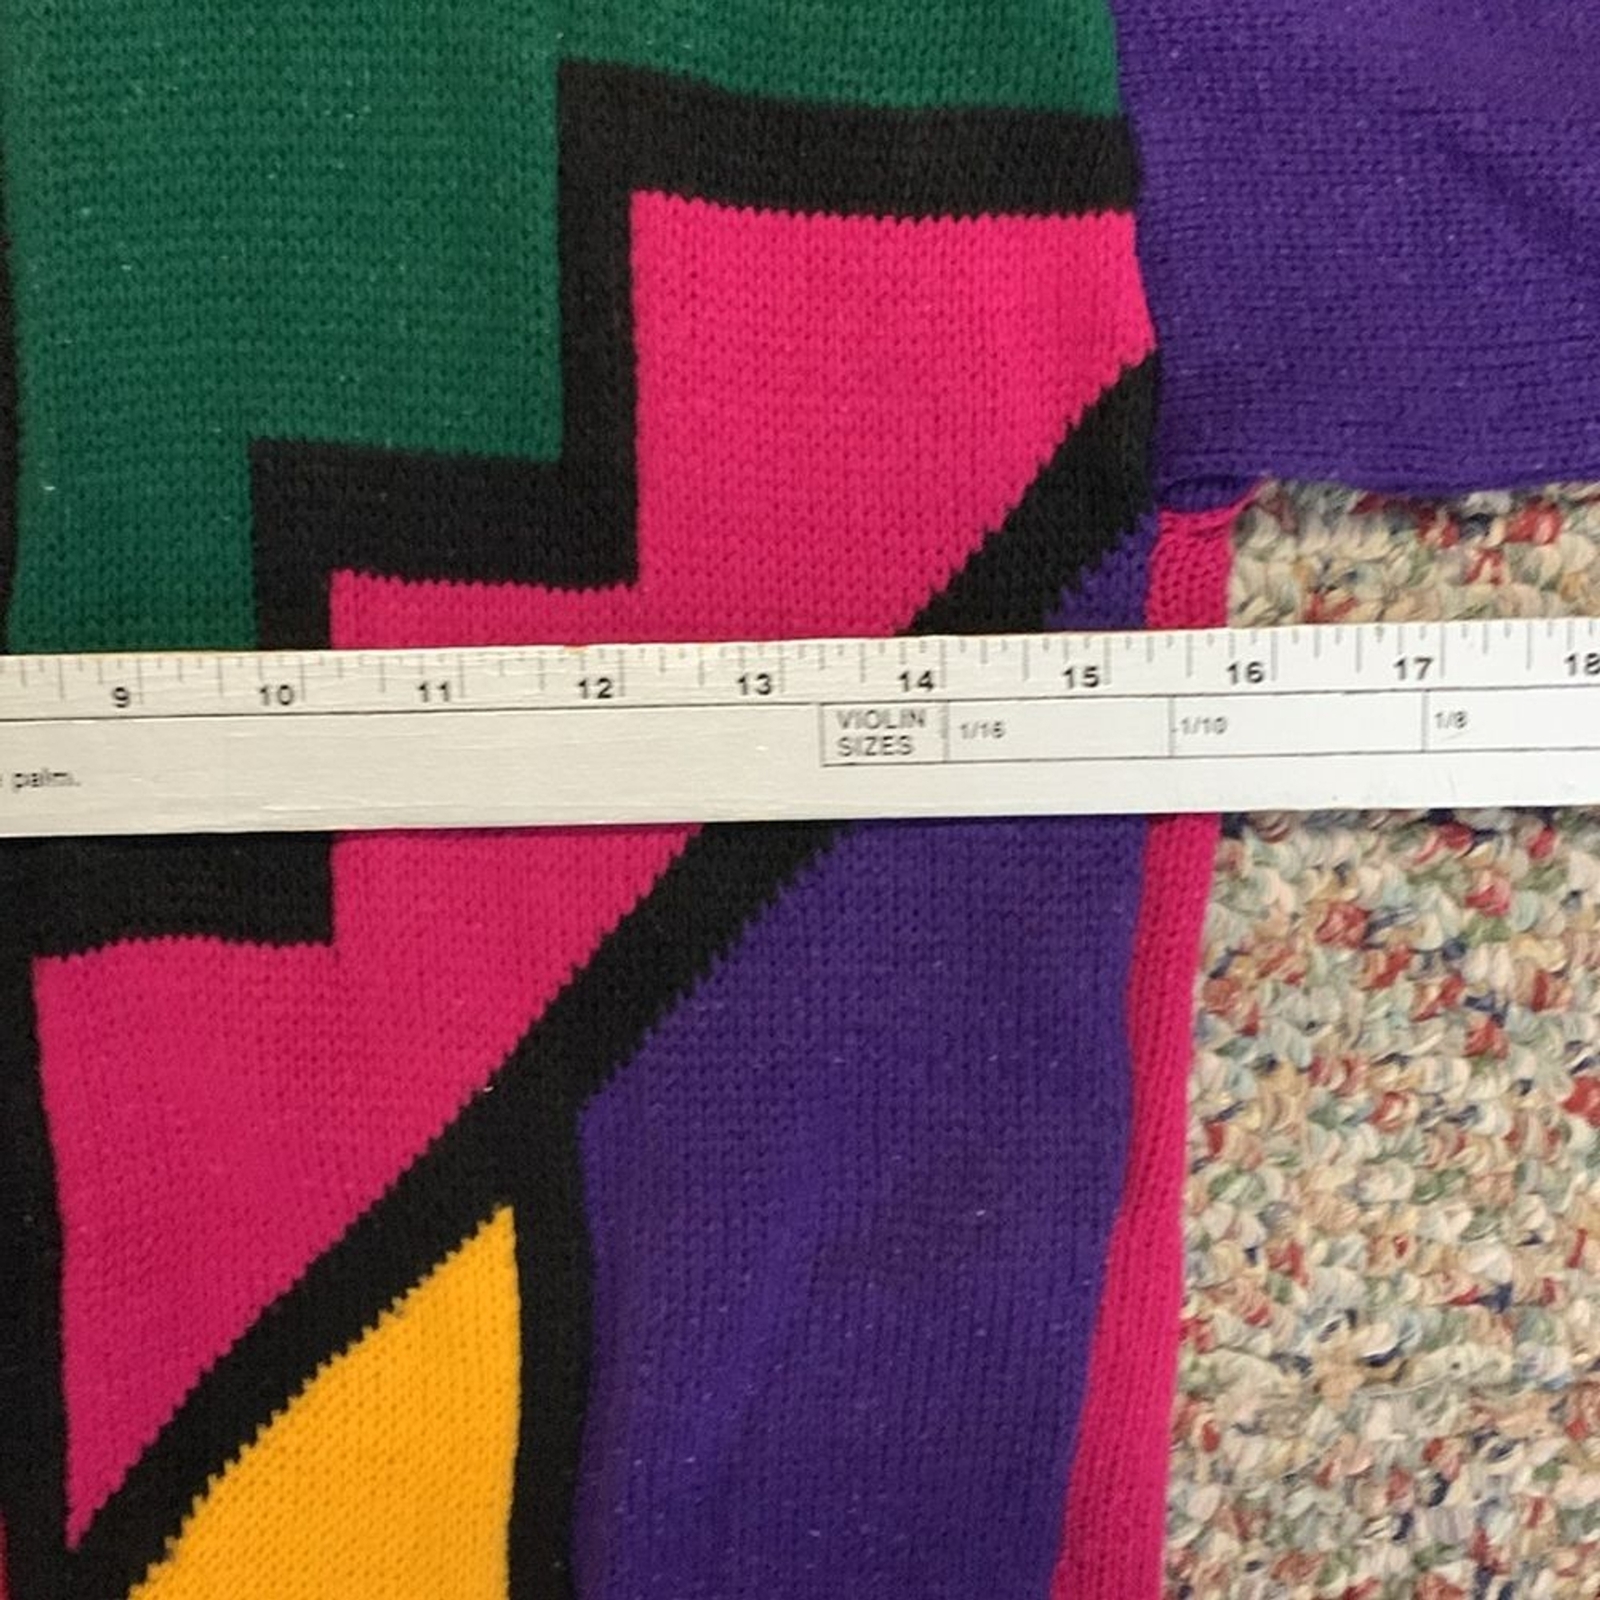 9 10 11 12 13 14 15 16 17 18
VIOLIN 1/16 1/10 1/8
SIZES
palm.